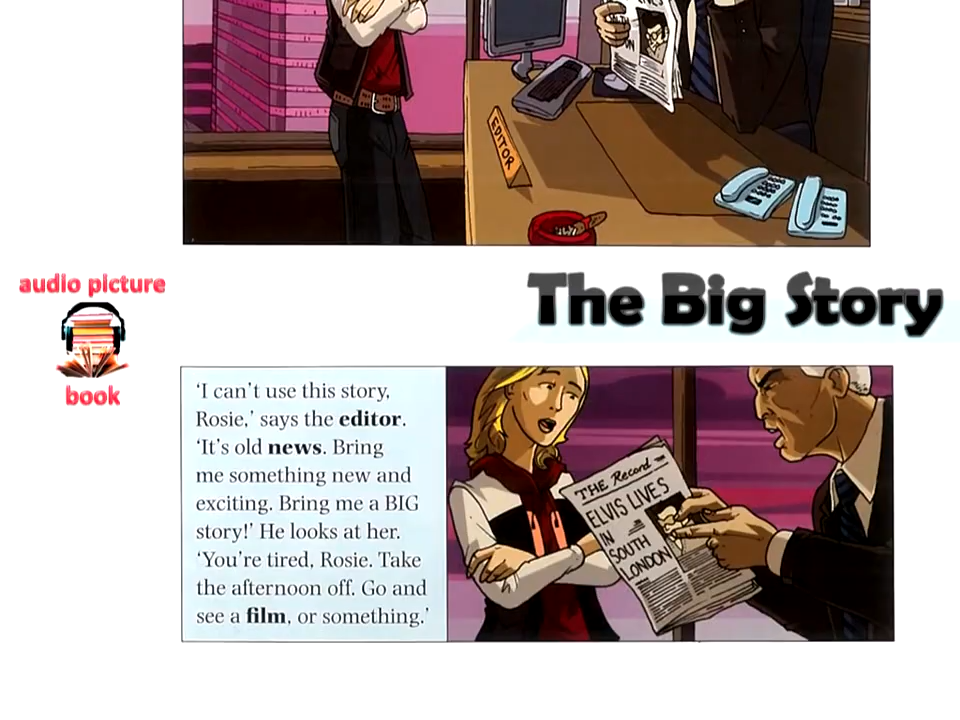 EDITOR
audio picture
book
The Big Story
‘I can’t use this story,
Rosie,’ says the editor.
‘It’s old news. Bring
me something new and
exciting. Bring me a BIG
story!’ He looks at her.
‘You’re tired, Rosie. Take
the afternoon off. Go and
see a film, or something.’
THE Record
ELVIS LIVES
IN
SOUTH
LONDON